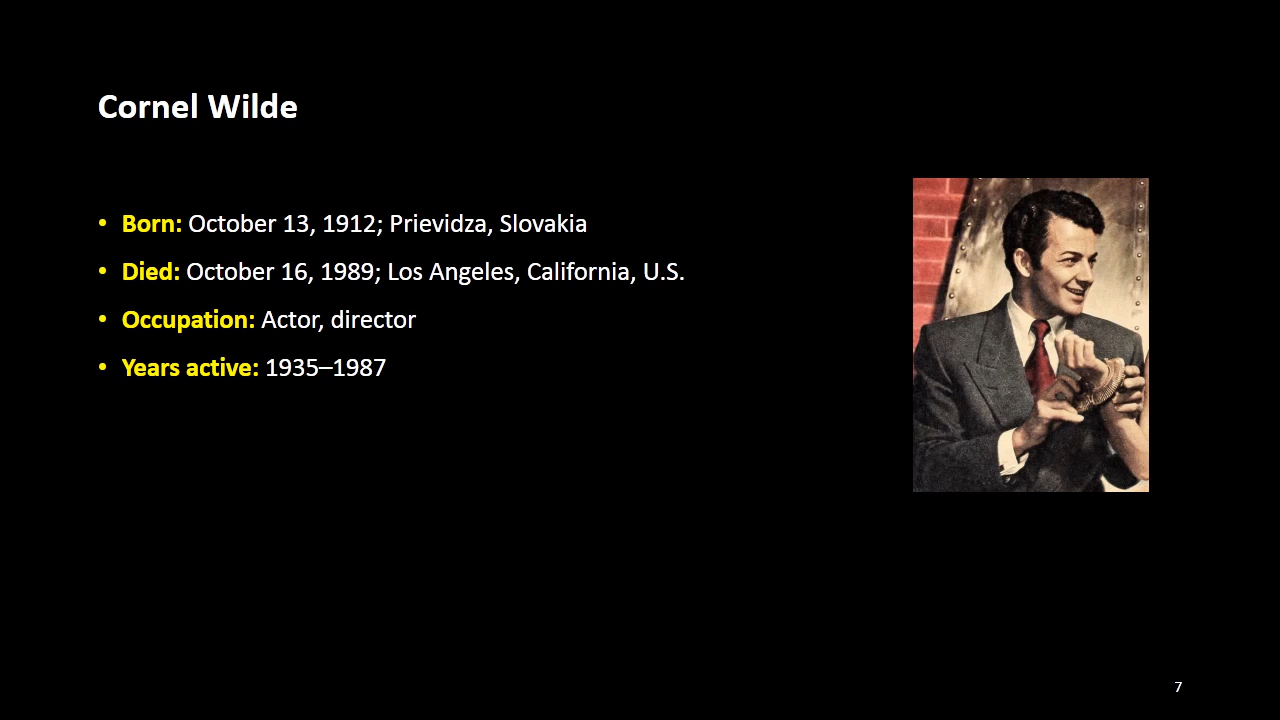 Cornel Wilde
• Born: October 13, 1912; Prievidza, Slovakia
• Died: October 16, 1989; Los Angeles, California, U.S.
• Occupation: Actor, director
• Years active: 1935–1987
7